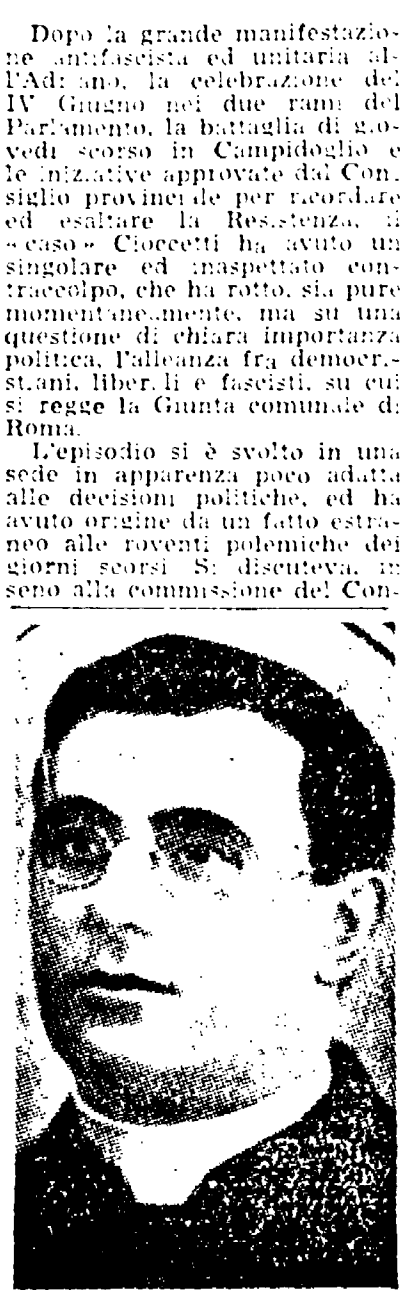 Dopo la grande manifestazio-
ne antifascista ed unitaria al-
l'Adriano, la celebrazione del
IV Giugno nei due rami del
Parlamento, la battaglia di gio-
vedì scorso in Campidoglio e
le iniziative approvate dal Con-
siglio provinciale per ricordare
ed esaltare la Resistenza, il
«caso» Cioccetti ha avuto un
singolare ed inaspettato con-
traccolpo, che ha rotto, sia pure
momentaneamente, ma su una
questione di chiara importanza
politica, l'alleanza fra democri-
stiani, liberali e fascisti, su cui
si regge la Giunta comunale di
Roma.
L'episodio si è svolto in una
sede in apparenza poco adatta
alle decisioni politiche, ed ha
avuto origine da un fatto estra-
neo alle roventi polemiche dei
giorni scorsi Si discuteva, in
seno alla commissione del Con-